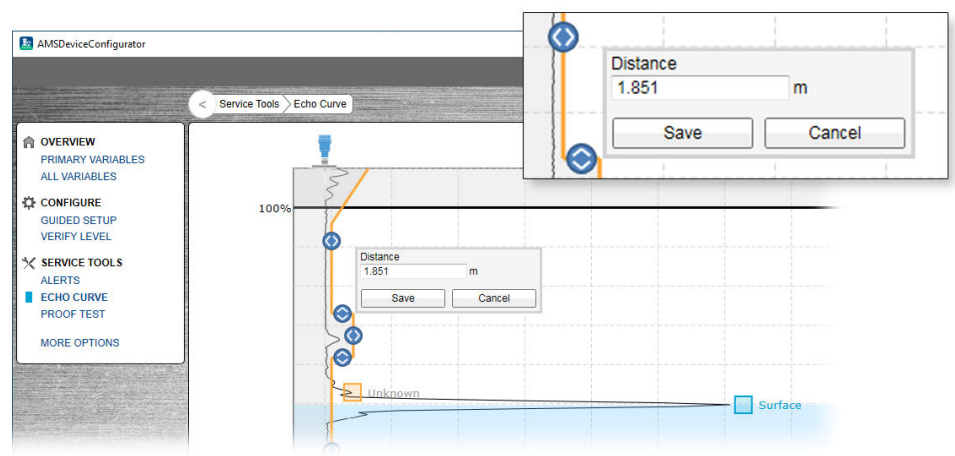 AMSDeviceConfigurator
< Service Tools Echo Curve
OVERVIEW
PRIMARY VARIABLES
ALL VARIABLES
CONFIGURE
GUIDED SETUP
VERIFY LEVEL
SERVICE TOOLS
ALERTS
ECHO CURVE
PROOF TEST
MORE OPTIONS
100%
Distance
1.851 m
Save Cancel
Unknown
Surface
Distance
1.851 m
Save Cancel